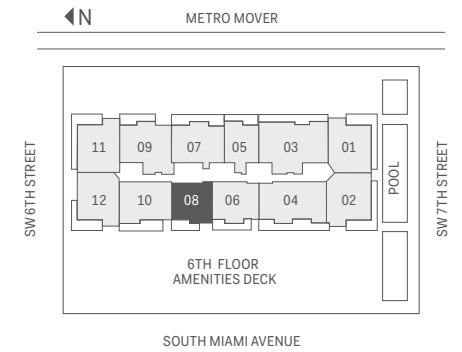 N
METRO MOVER
SW 6TH STREET
11 09 07 05 03 01
12 10 08 06 04 02
POOL
SW 7TH STREET
6TH FLOOR
AMENITIES DECK
SOUTH MIAMI AVENUE